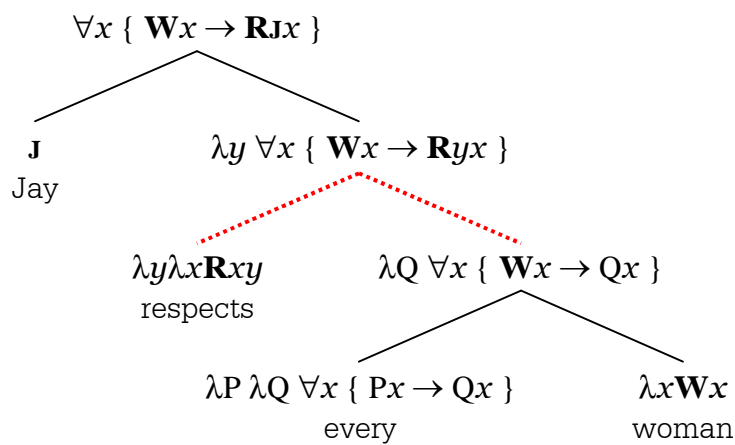 ∀x { Wx → RJx }
J λy ∀x { Wx → Ryx }
Jay
λyλxRxy λQ ∀x { Wx → Qx }
respects
λP λQ ∀x { Px → Qx } λxWx
every woman